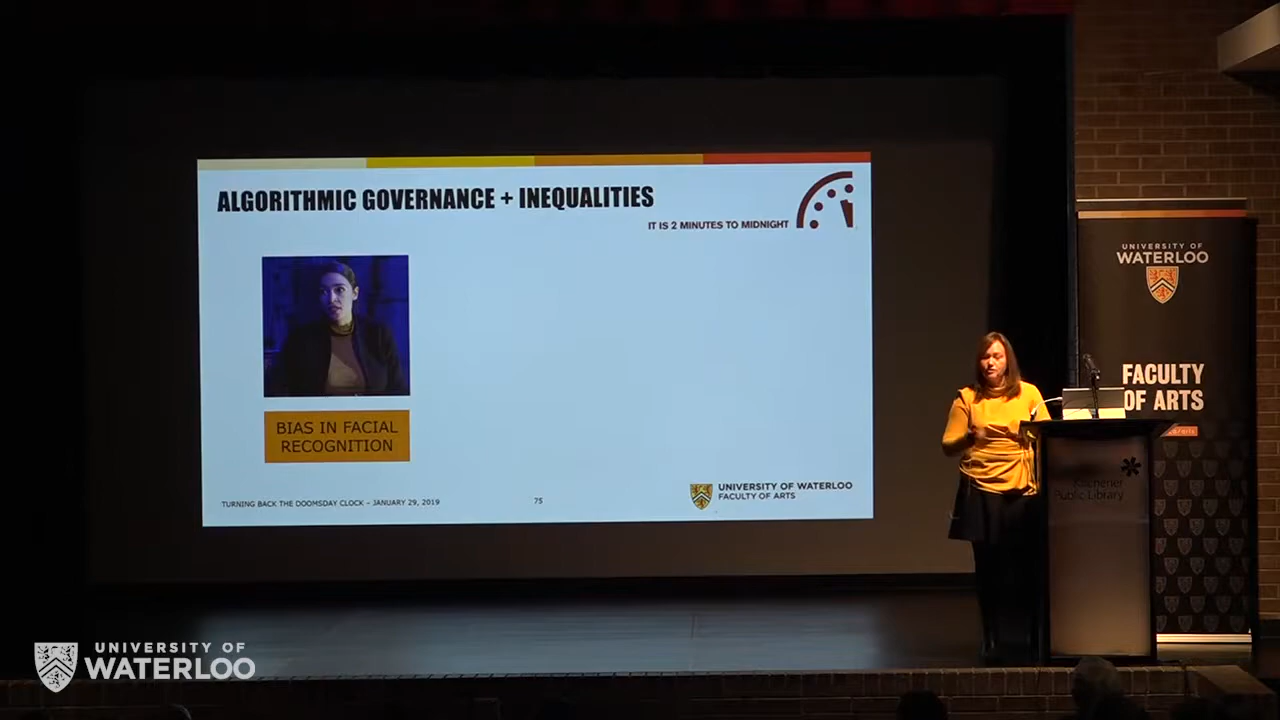 ALGORITHMIC GOVERNANCE + INEQUALITIES
IT IS 2 MINUTES TO MIDNIGHT
BIAS IN FACIAL
RECOGNITION
TURNING BACK THE DOOMSDAY CLOCK – JANUARY 29, 2019
75
UNIVERSITY OF WATERLOO
FACULTY OF ARTS
UNIVERSITY OF
WATERLOO
FACULTY
OF ARTS
Kitchener
Public Library
UNIVERSITY OF
WATERLOO